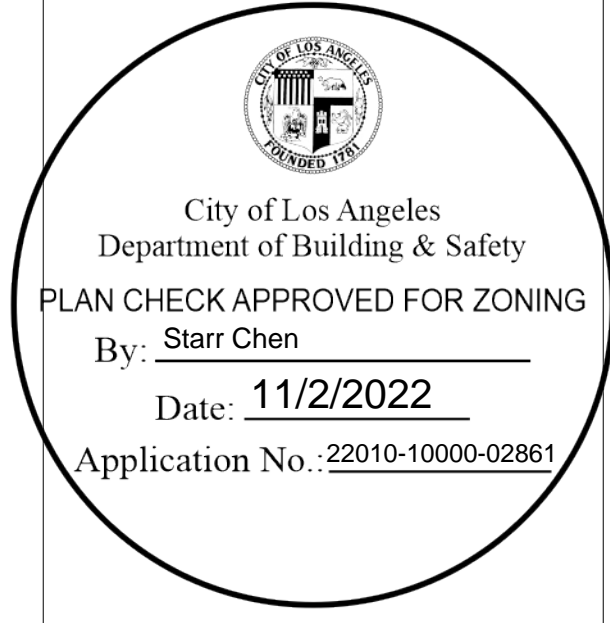 CITY OF LOS ANGELES
FOUNDED 1781
City of Los Angeles
Department of Building & Safety
PLAN CHECK APPROVED FOR ZONING
By: Starr Chen
Date: 11/2/2022
Application No.: 22010-10000-02861